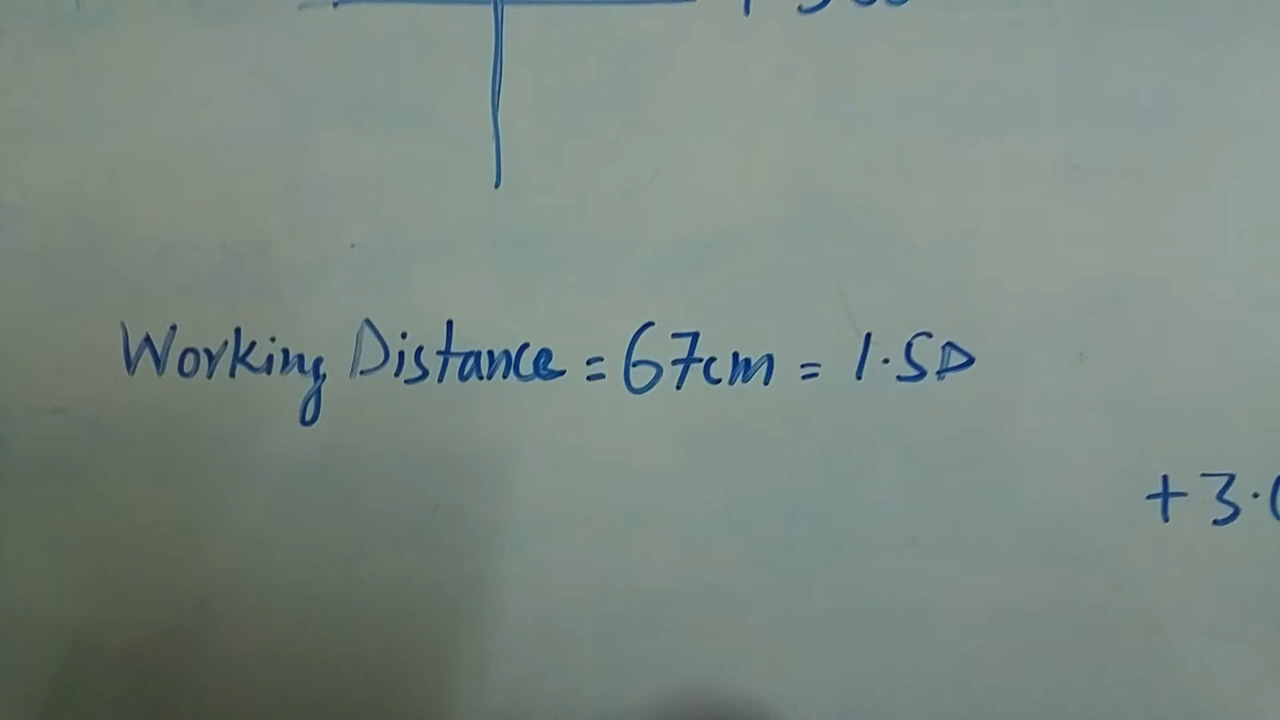 Working Distance = 67cm = 1.5D
+3.